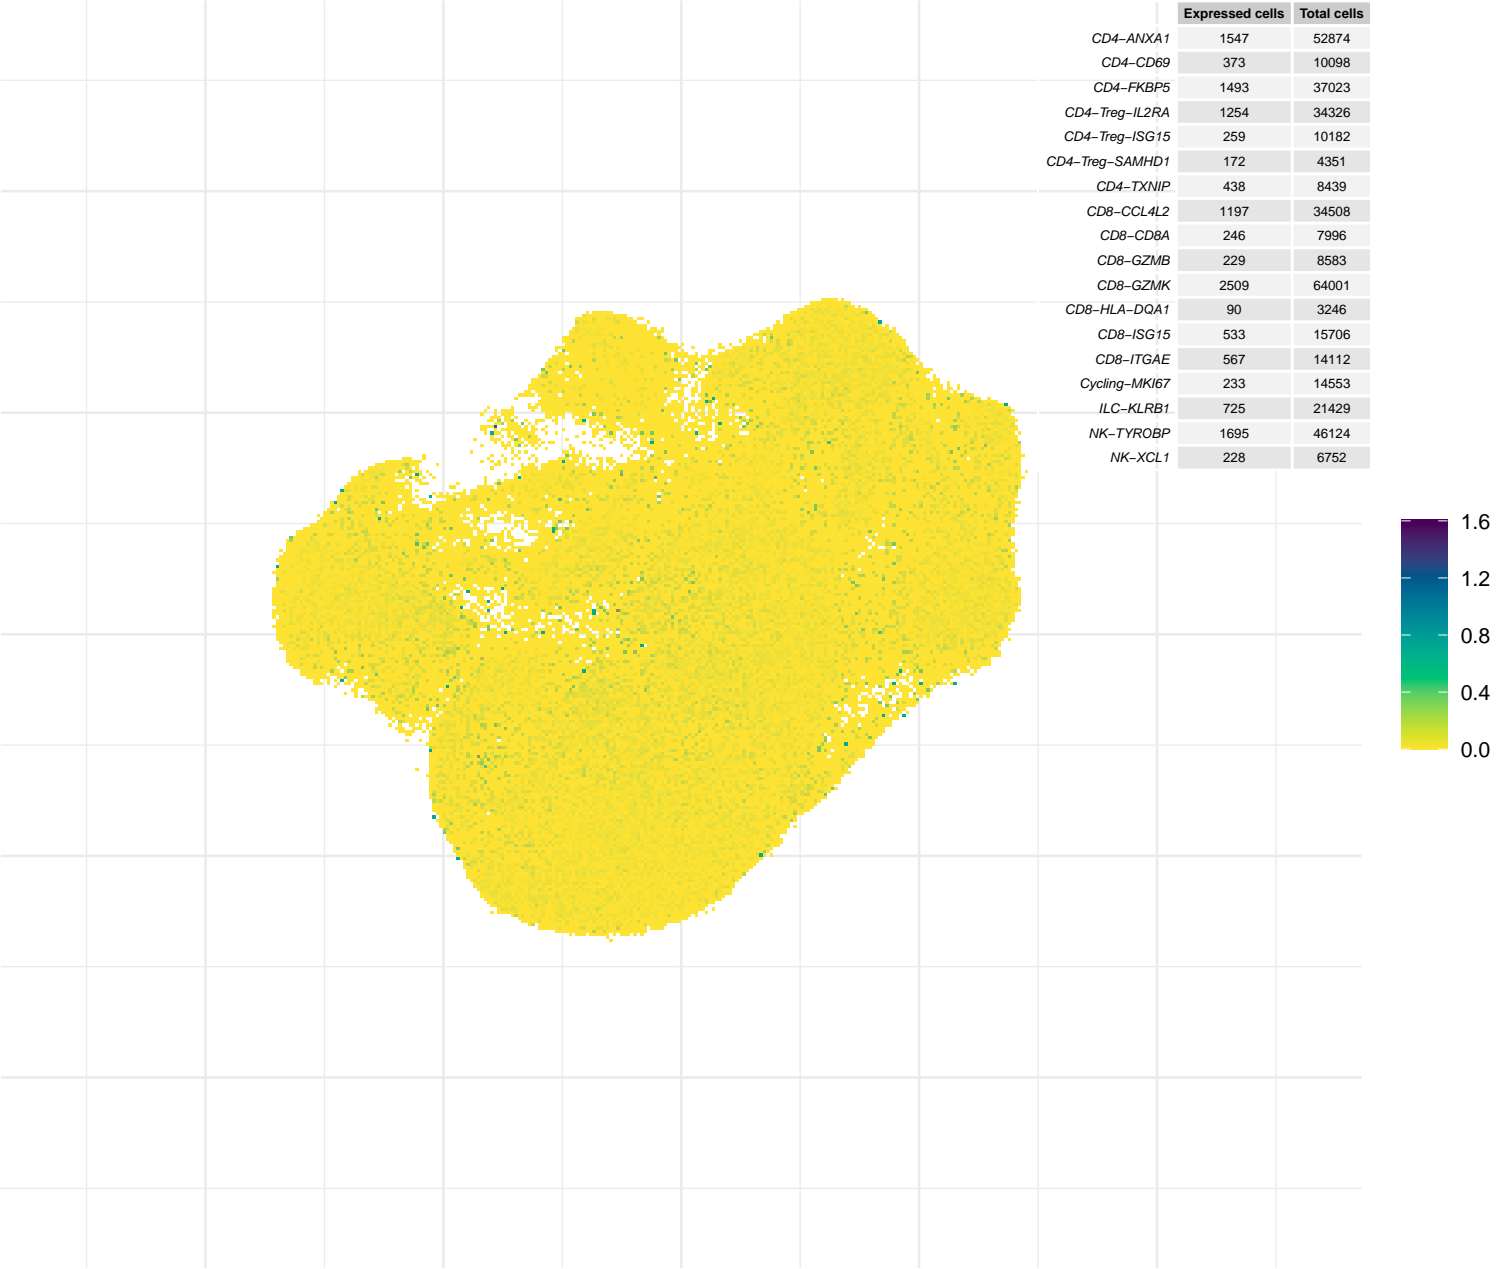 Expressed cells Total cells
CD4−ANXA1 1547 52874
CD4−CD69 373 10098
CD4−FKBP5 1493 37023
CD4−Treg−IL2RA 1254 34326
CD4−Treg−ISG15 259 10182
CD4−Treg−SAMHD1 172 4351
CD4−TXNIP 438 8439
CD8−CCL4L2 1197 34508
CD8−CD8A 246 7996
CD8−GZMB 229 8583
CD8−GZMK 2509 64001
CD8−HLA−DQA1 90 3246
CD8−ISG15 533 15706
CD8−ITGAE 567 14112
Cycling−MKI67 233 14553
ILC−KLRB1 725 21429
NK−TYROBP 1695 46124
NK−XCL1 228 6752
1.6
1.2
0.8
0.4
0.0